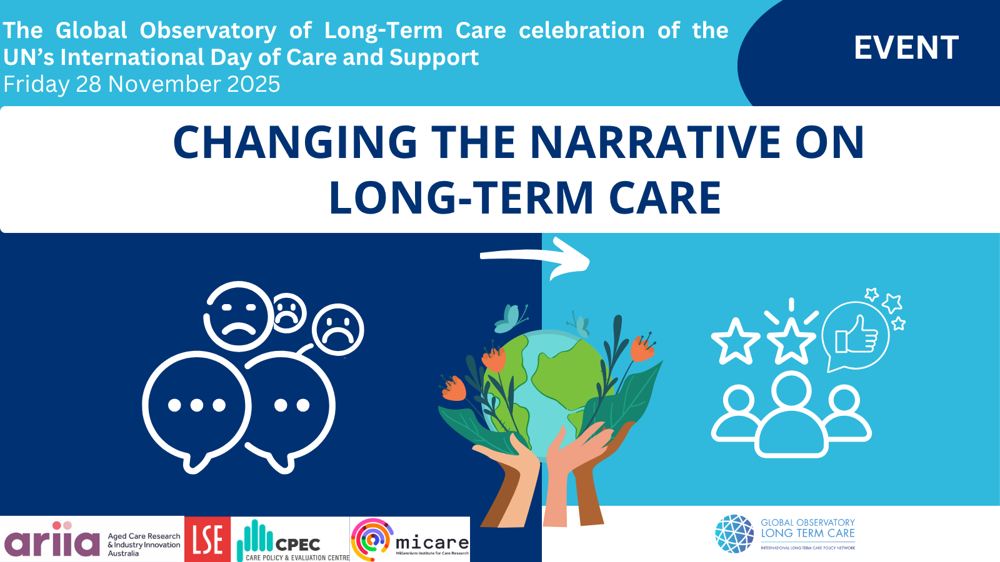 The Global Observatory of Long-Term Care celebration of the
UN’s International Day of Care and Support
Friday 28 November 2025
EVENT
CHANGING THE NARRATIVE ON
LONG-TERM CARE
ariia
Aged Care Research
& Industry Innovation
Australia
LSE
CPEC
CARE POLICY & EVALUATION CENTRE
micare
Millennium Institute for Care Research
GLOBAL OBSERVATORY
LONG TERM CARE
INTERNATIONAL LONG-TERM CARE POLICY NETWORK